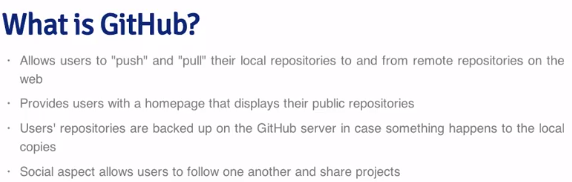 What is GitHub?
· Allows users to "push" and "pull" their local repositories to and from remote repositories on the
web
· Provides users with a homepage that displays their public repositories
· Users' repositories are backed up on the GitHub server in case something happens to the local
copies
· Social aspect allows users to follow one another and share projects